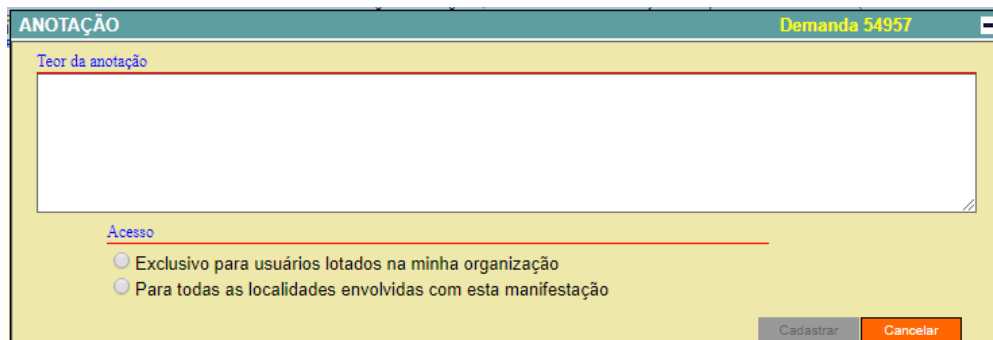 ANOTAÇÃO Demanda 54957
Teor da anotação
Acesso
Exclusivo para usuários lotados na minha organização
Para todas as localidades envolvidas com esta manifestação
Cadastrar Cancelar